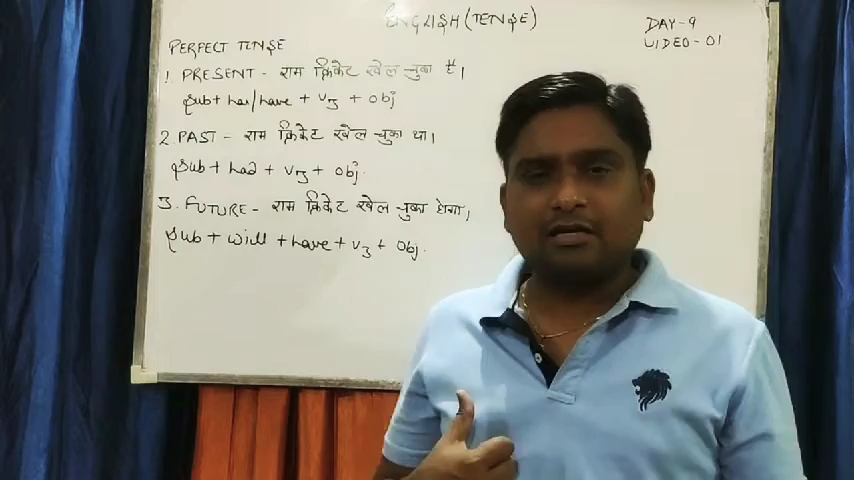 ENGLISH (TENSE)
DAY-9
VIDEO-01
PERFECT TENSE
1 PRESENT - राम क्रिकेट खेल चुका है।
Sub + has/have + V3 + Obj
2 PAST - राम क्रिकेट खेल चुका था।
Sub + had + V3 + Obj.
3. FUTURE - राम क्रिकेट खेल चुका होगा।
Sub + will + have + V3 + Obj.